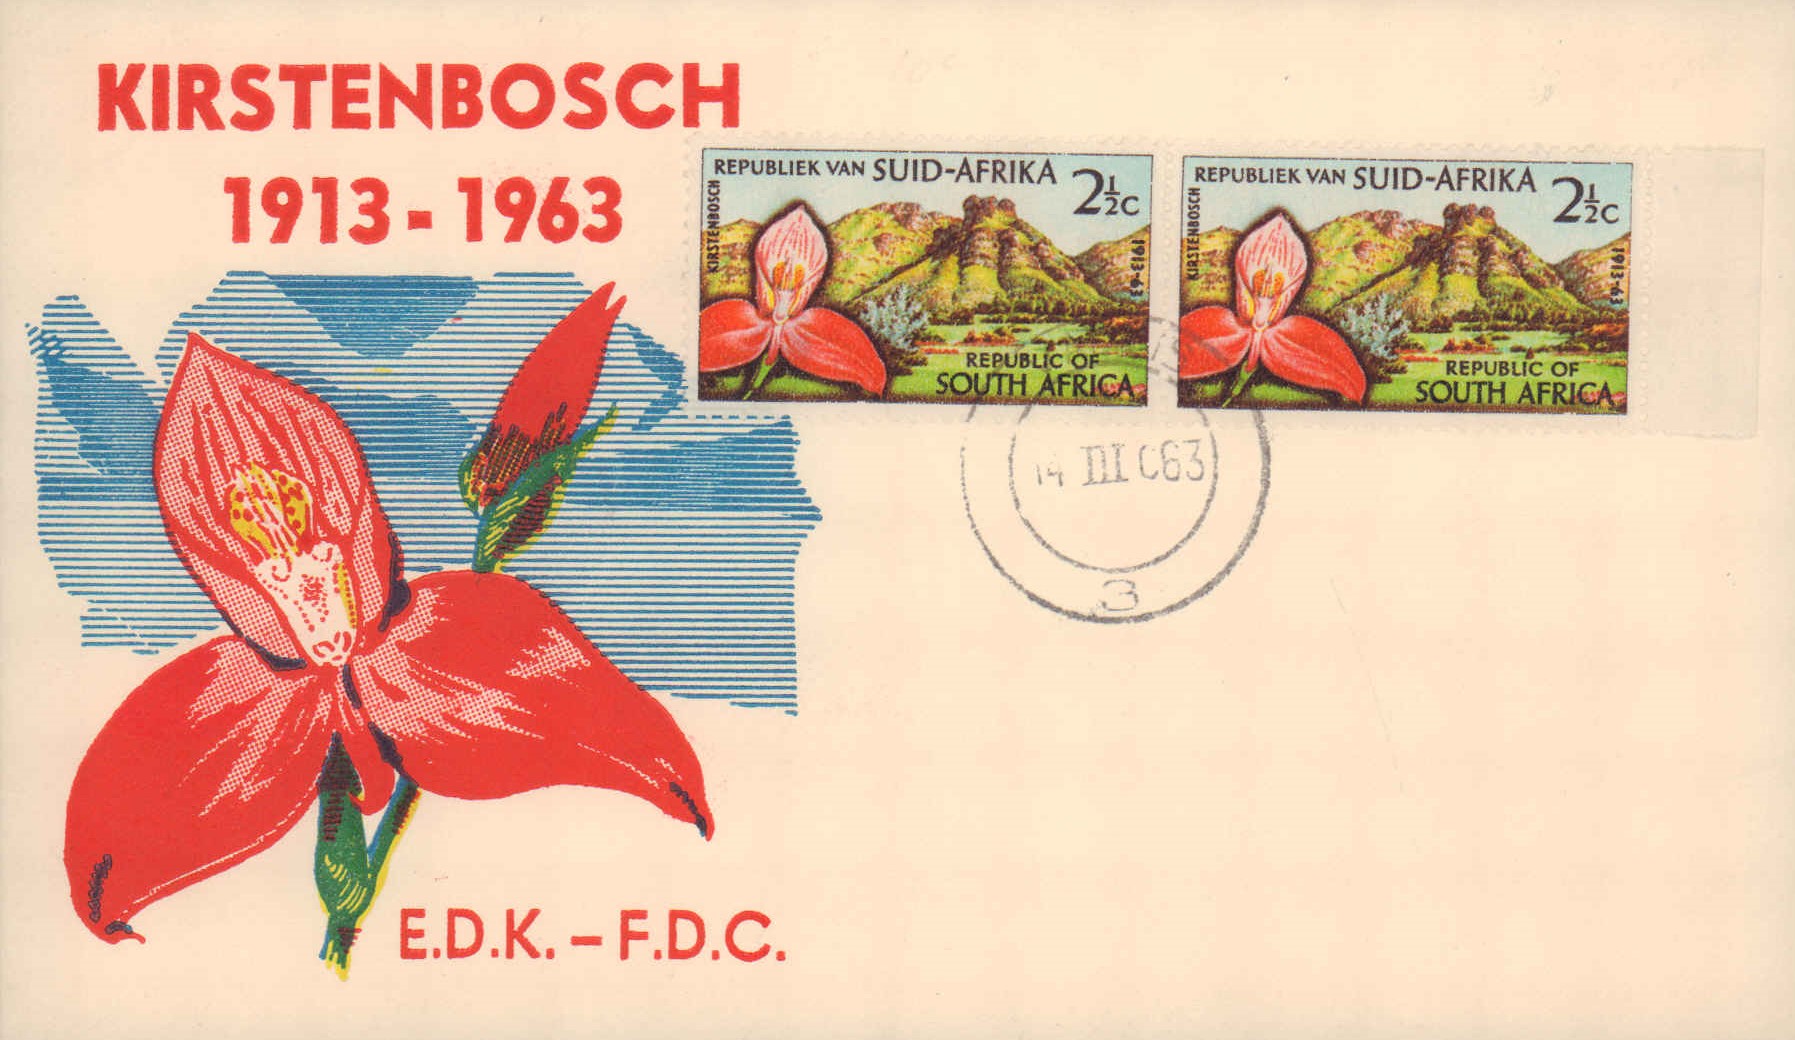 KIRSTENBOSCH
1913 - 1963
REPUBLIEK VAN SUID-AFRIKA 2½c
KIRSTENBOSCH
1913-63
REPUBLIC OF
SOUTH AFRICA
REPUBLIEK VAN SUID-AFRIKA 2½c
KIRSTENBOSCH
1913-63
REPUBLIC OF
SOUTH AFRICA
14 III 63
3
E.D.K. – F.D.C.